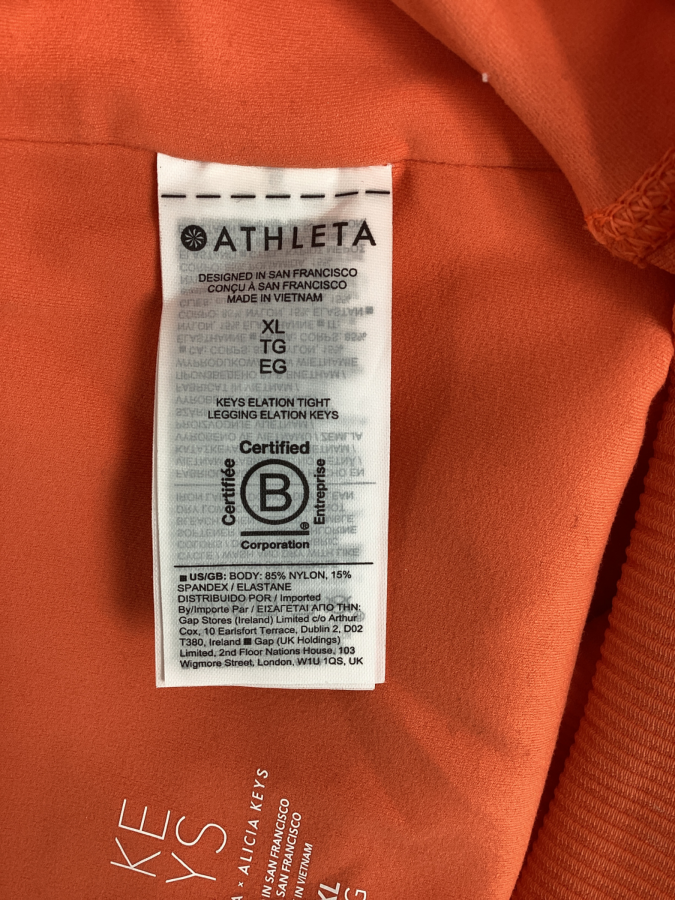 ATHLETA
DESIGNED IN SAN FRANCISCO
CONÇU À SAN FRANCISCO
MADE IN VIETNAM
XL
TG
EG
KEYS ELATION TIGHT
LEGGING ELATION KEYS
Certified
Certifiée
B
Entreprise
®
Corporation
■ US/GB: BODY: 85% NYLON, 15%
SPANDEX / ELASTANE
DISTRIBUIDO POR / Imported
By/Importe Par / ΕΙΣΑΓΕΤΑΙ ΑΠΟ ΤΗΝ:
Gap Stores (Ireland) Limited c/o Arthur
Cox, 10 Earlsfort Terrace, Dublin 2, D02
T380, Ireland ■ Gap (UK Holdings)
Limited, 2nd Floor Nations House, 103
Wigmore Street, London, W1U 1QS, UK
KE
YS
A × ALICIA KEYS
IN SAN FRANCISCO
SAN FRANCISCO
IN VIETNAM
XL